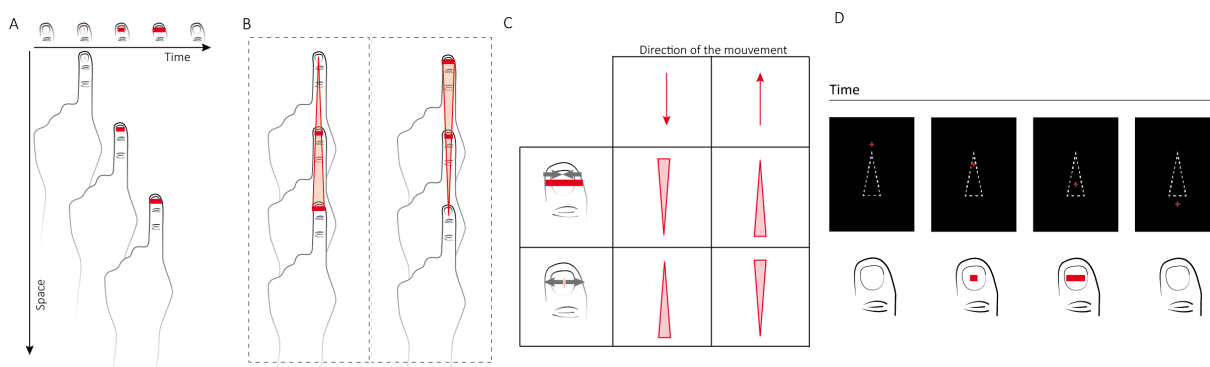 A
Time
Space
B
C
Direction of the mouvement
D
Time